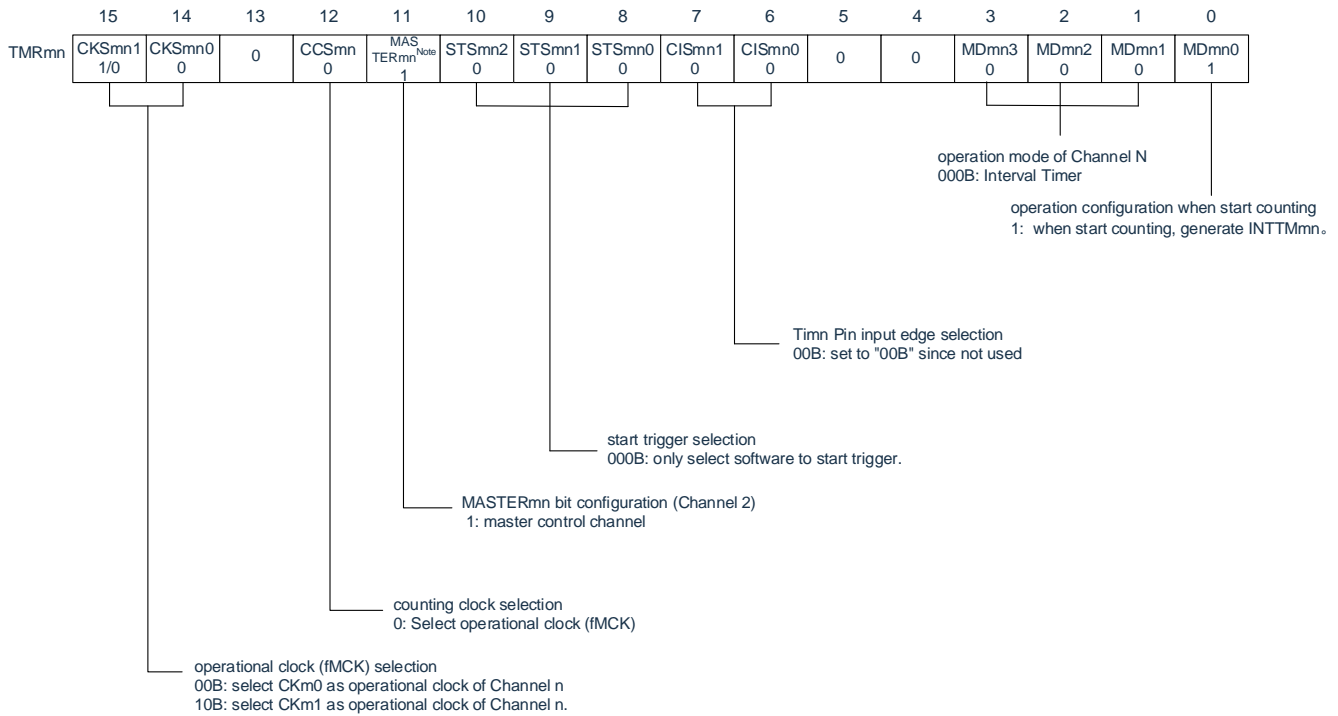 15 14 13 12 11 10 9 8 7 6 5 4 3 2 1 0
TMRmn
CKSmn1 CKSmn0 0 CCSmn MAS TERmnNote STSmn2 STSmn1 STSmn0 CISmn1 CISmn0 0 0 MDmn3 MDmn2 MDmn1 MDmn0
1/0 0 0 1 0 0 0 0 0 0 0 0 1
operation mode of Channel N
000B: Interval Timer
operation configuration when start counting
1: when start counting, generate INTTMmn。
Timn Pin input edge selection
00B: set to "00B" since not used
start trigger selection
000B: only select software to start trigger.
MASTERmn bit configuration (Channel 2)
1: master control channel
counting clock selection
0: Select operational clock (fMCK)
operational clock (fMCK) selection
00B: select CKm0 as operational clock of Channel n
10B: select CKm1 as operational clock of Channel n.